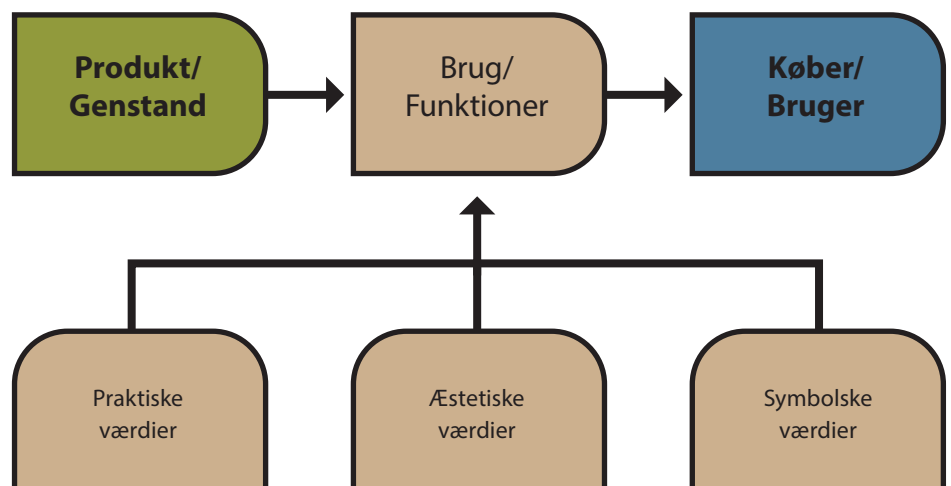 Produkt/
Genstand
Brug/
Funktioner
Køber/
Bruger
Praktiske
værdier
Æstetiske
værdier
Symbolske
værdier